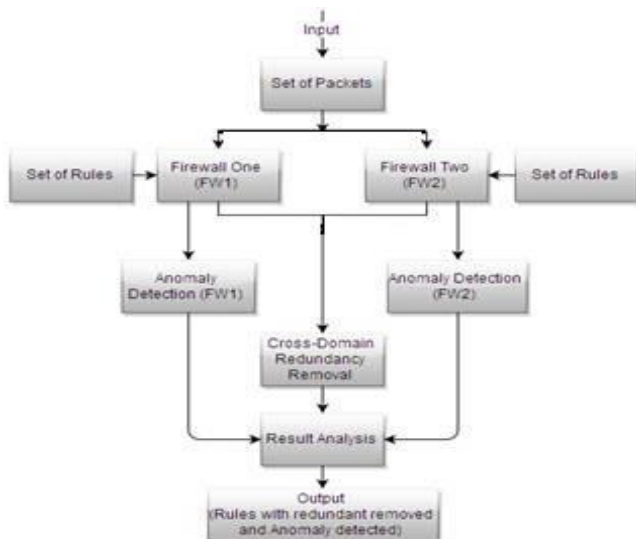 Input
Set of Packets
Set of Rules
Firewall One
(FW1)
Firewall Two
(FW2)
Set of Rules
Anomaly
Detection (FW1)
Anomaly Detection
(FW2)
Cross-Domain
Redundancy
Removal
Result Analysis
Output
(Rules with redundant removed
and Anomaly detected)